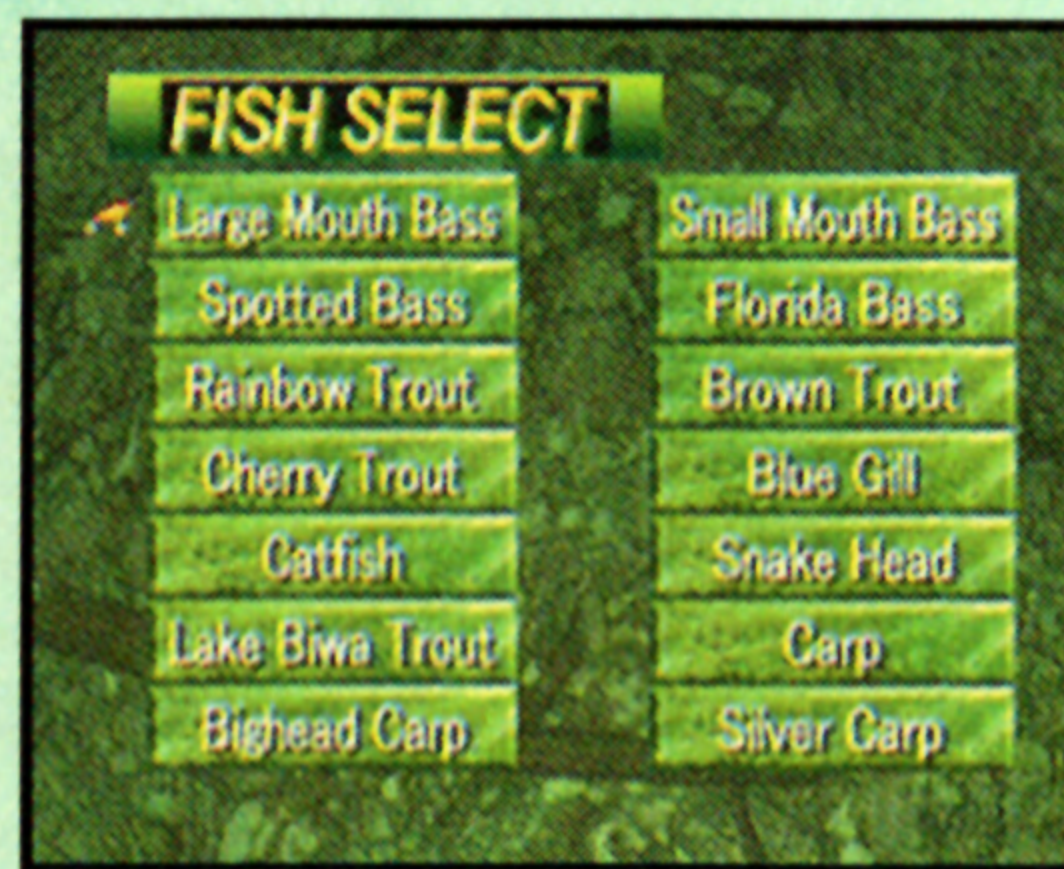 FISH SELECT
Large Mouth Bass
Small Mouth Bass
Spotted Bass
Florida Bass
Rainbow Trout
Brown Trout
Cherry Trout
Blue Gill
Catfish
Snake Head
Lake Biwa Trout
Carp
Bighead Carp
Silver Carp